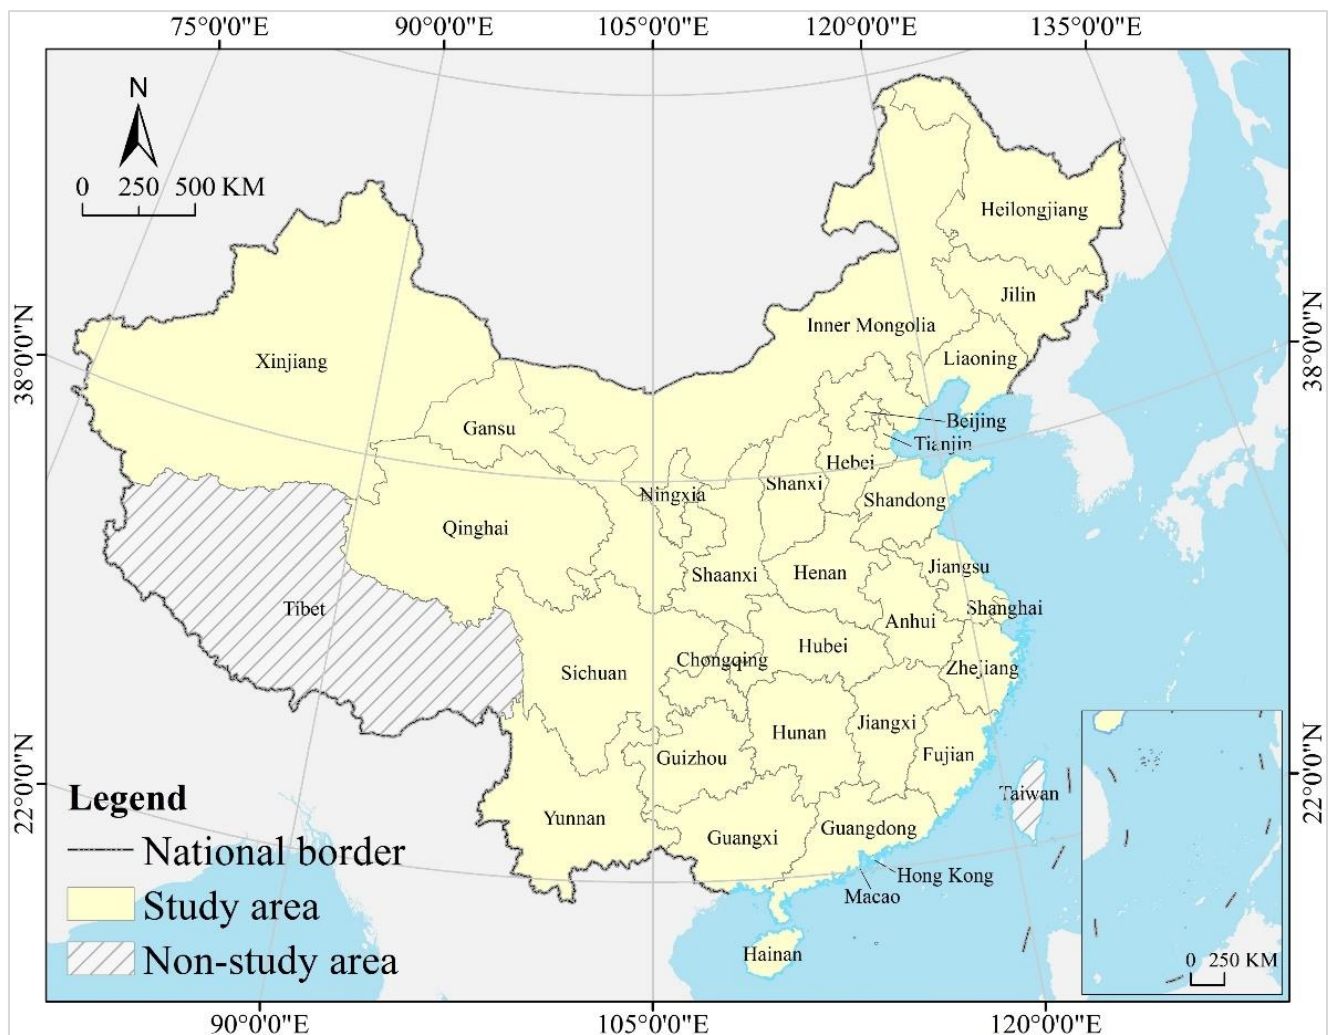 75°0'0"E 90°0'0"E 105°0'0"E 120°0'0"E 135°0'0"E
N
0 250 500 KM
38°0'0"N
38°0'0"N
Heilongjiang
Jilin
Inner Mongolia
Liaoning
Xinjiang
Beijing
Gansu
Tianjin
Hebei
Shanxi
Ningxia
Shandong
Qinghai
Jiangsu
Shaanxi
Henan
Tibet
Shanghai
Anhui
Hubei
Chongqing
Zhejiang
Sichuan
Jiangxi
Hunan
Fujian
Guizhou
22°0'0"N
22°0'0"N
Taiwan
Yunnan
Guangdong
Guangxi
Hong Kong
Macao
Hainan
Legend
National border
Study area
Non-study area
0 250 KM
90°0'0"E 105°0'0"E 120°0'0"E